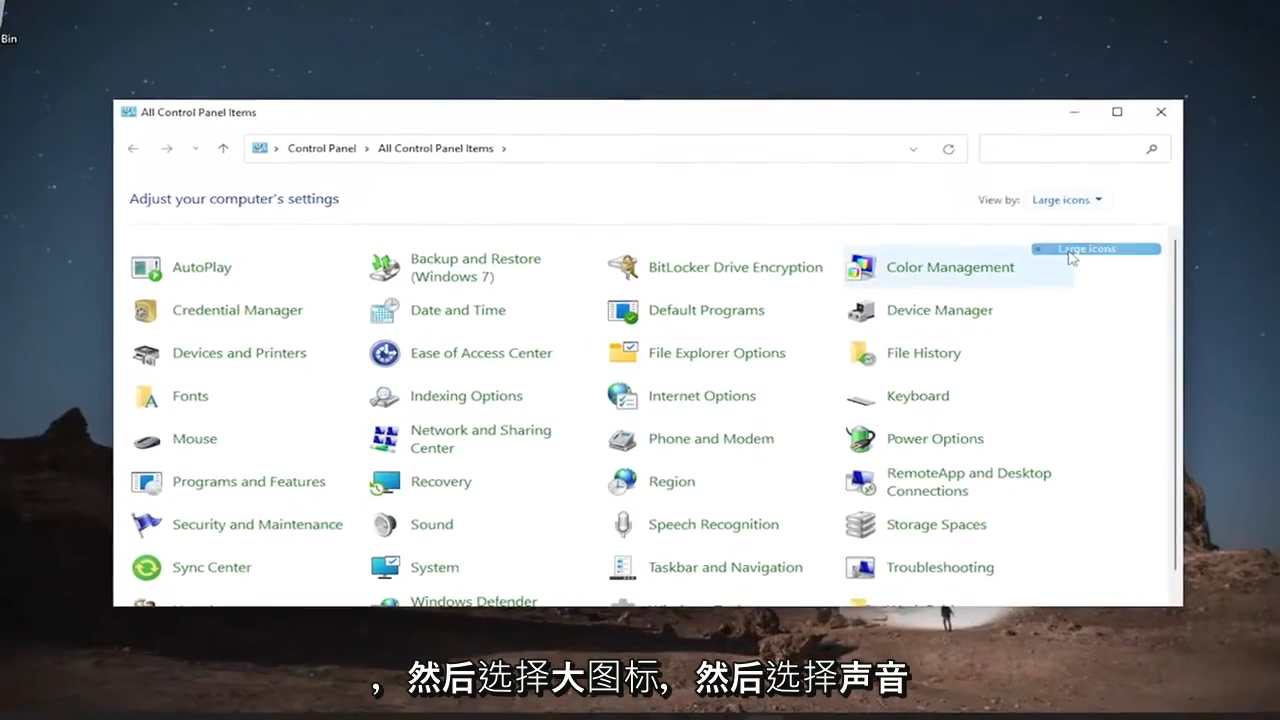 Bin
All Control Panel Items
Control Panel All Control Panel Items
Adjust your computer's settings
View by: Large icons
Large icons
AutoPlay
Backup and Restore
(Windows 7)
BitLocker Drive Encryption
Color Management
Credential Manager
Date and Time
Default Programs
Device Manager
Devices and Printers
Ease of Access Center
File Explorer Options
File History
Fonts
Indexing Options
Internet Options
Keyboard
Mouse
Network and Sharing
Center
Phone and Modem
Power Options
Programs and Features
Recovery
Region
RemoteApp and Desktop
Connections
Security and Maintenance
Sound
Speech Recognition
Storage Spaces
Sync Center
System
Taskbar and Navigation
Troubleshooting
Windows Defender
，然后选择大图标，然后选择声音